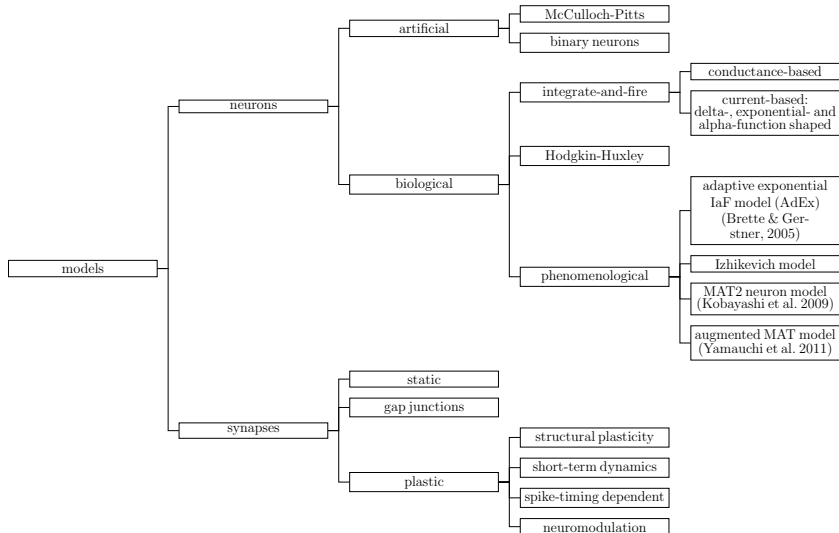 McCulloch-Pitts
artificial
binary neurons
conductance-based
neurons
integrate-and-fire
current-based:
delta-, exponential- and
alpha-function shaped
Hodgkin-Huxley
biological
adaptive exponential
IaF model (AdEx)
(Brette & Ger-
stner, 2005)
models
Izhikevich model
phenomenological
MAT2 neuron model
(Kobayashi et al. 2009)
augmented MAT model
(Yamauchi et al. 2011)
static
gap junctions
synapses
structural plasticity
short-term dynamics
plastic
spike-timing dependent
neuromodulation